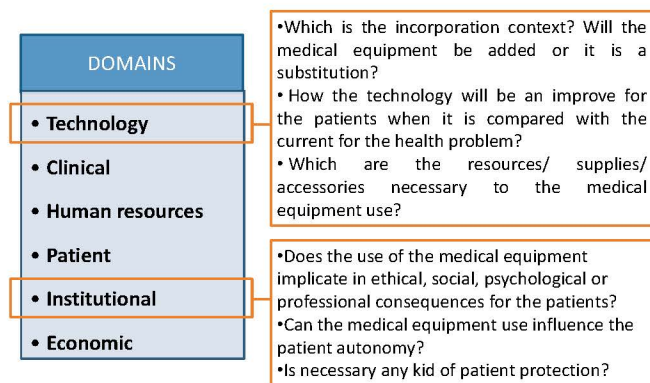 DOMAINS
• Technology
• Clinical
• Human resources
• Patient
• Institutional
• Economic
•Which is the incorporation context? Will the
medical equipment be added or it is a
substitution?
• How the technology will be an improve for
the patients when it is compared with the
current for the health problem?
• Which are the resources/ supplies/
accessories necessary to the medical
equipment use?
•Does the use of the medical equipment
implicate in ethical, social, psychological or
professional consequences for the patients?
•Can the medical equipment use influence the
patient autonomy?
•Is necessary any kid of patient protection?